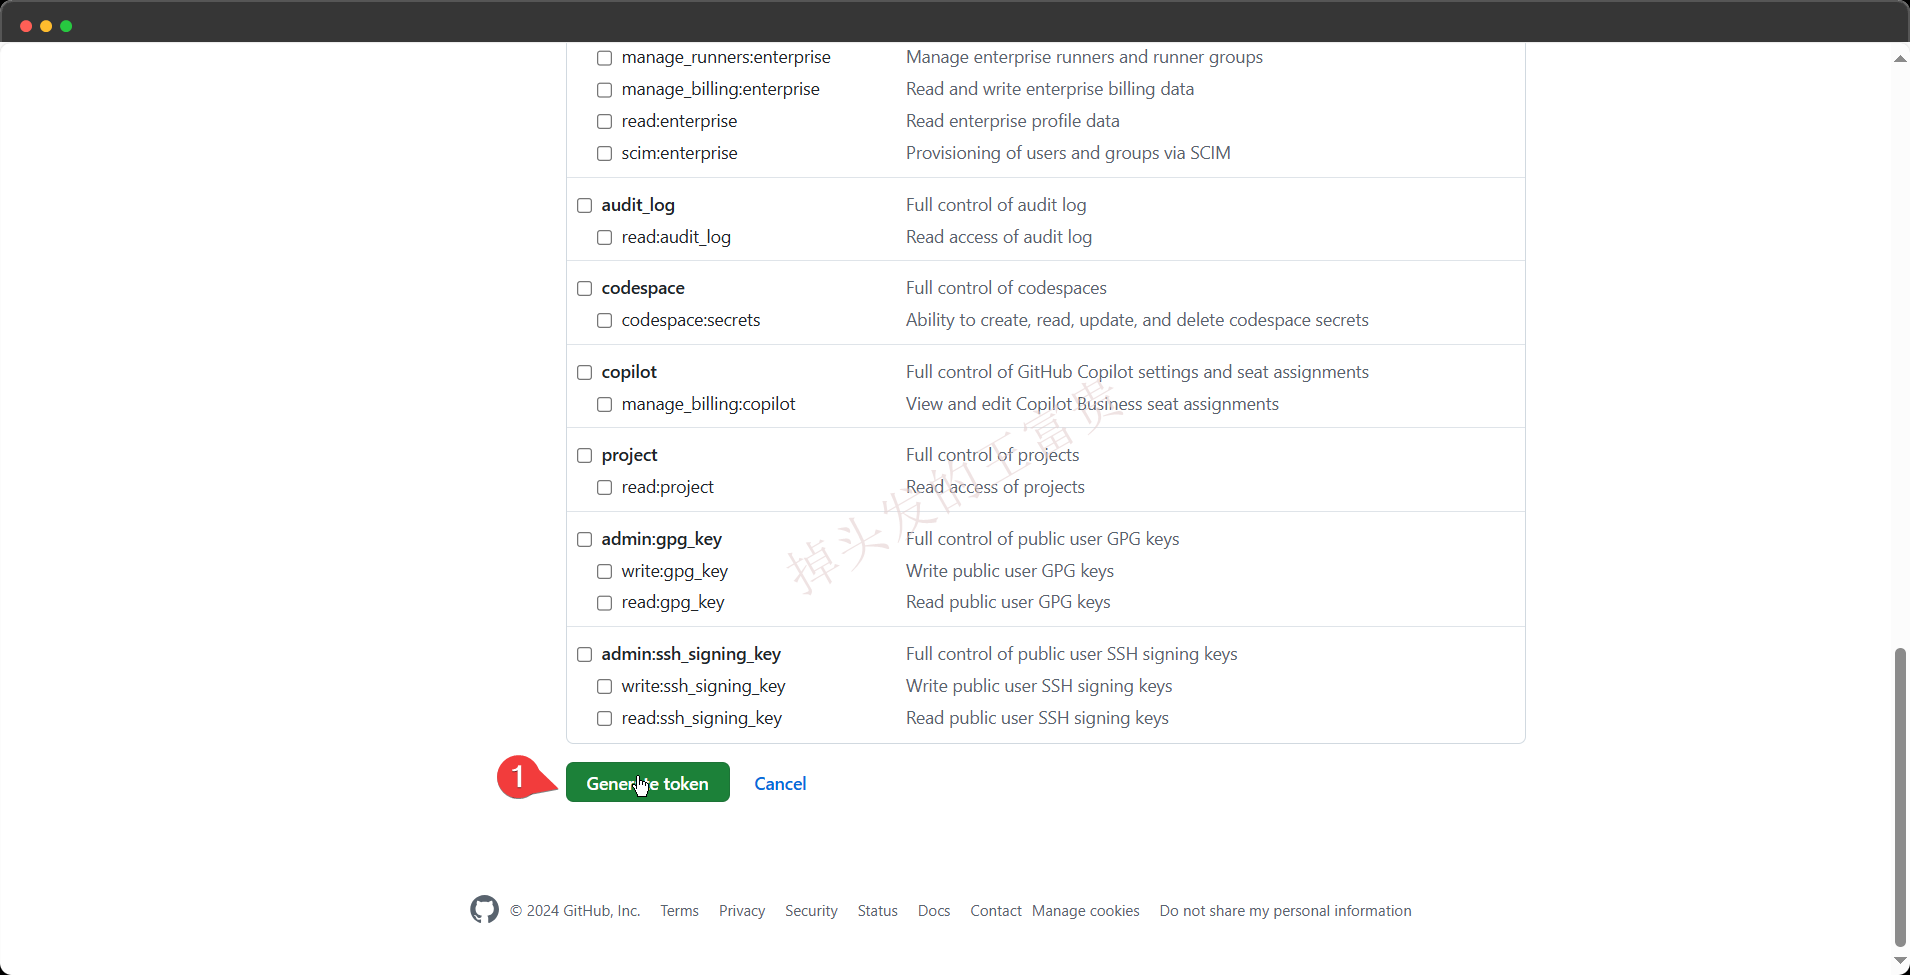 manage_runners:enterprise Manage enterprise runners and runner groups
manage_billing:enterprise Read and write enterprise billing data
read:enterprise Read enterprise profile data
scim:enterprise Provisioning of users and groups via SCIM
audit_log Full control of audit log
read:audit_log Read access of audit log
codespace Full control of codespaces
codespace:secrets Ability to create, read, update, and delete codespace secrets
copilot Full control of GitHub Copilot settings and seat assignments
manage_billing:copilot View and edit Copilot Business seat assignments
project Full control of projects
read:project Read access of projects
掉头发的王富贵
admin:gpg_key Full control of public user GPG keys
write:gpg_key Write public user GPG keys
read:gpg_key Read public user GPG keys
admin:ssh_signing_key Full control of public user SSH signing keys
write:ssh_signing_key Write public user SSH signing keys
read:ssh_signing_key Read public user SSH signing keys
1 Generate token Cancel
© 2024 GitHub, Inc. Terms Privacy Security Status Docs Contact Manage cookies Do not share my personal information